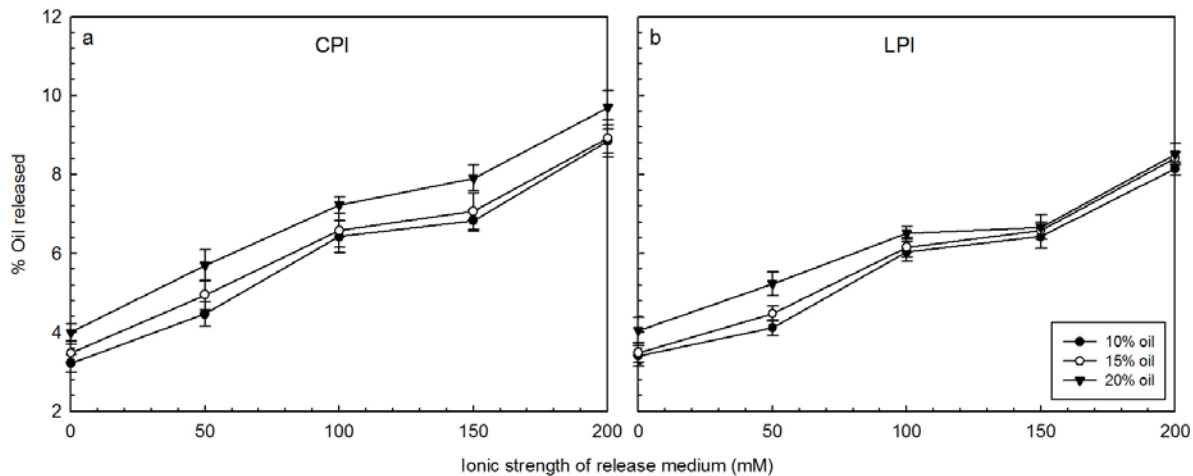 a
CPI
b
LPI
12
10
8
6
4
2
% Oil released
10% oil
15% oil
20% oil
0 50 100 150 200 0 50 100 150 200
Ionic strength of release medium (mM)